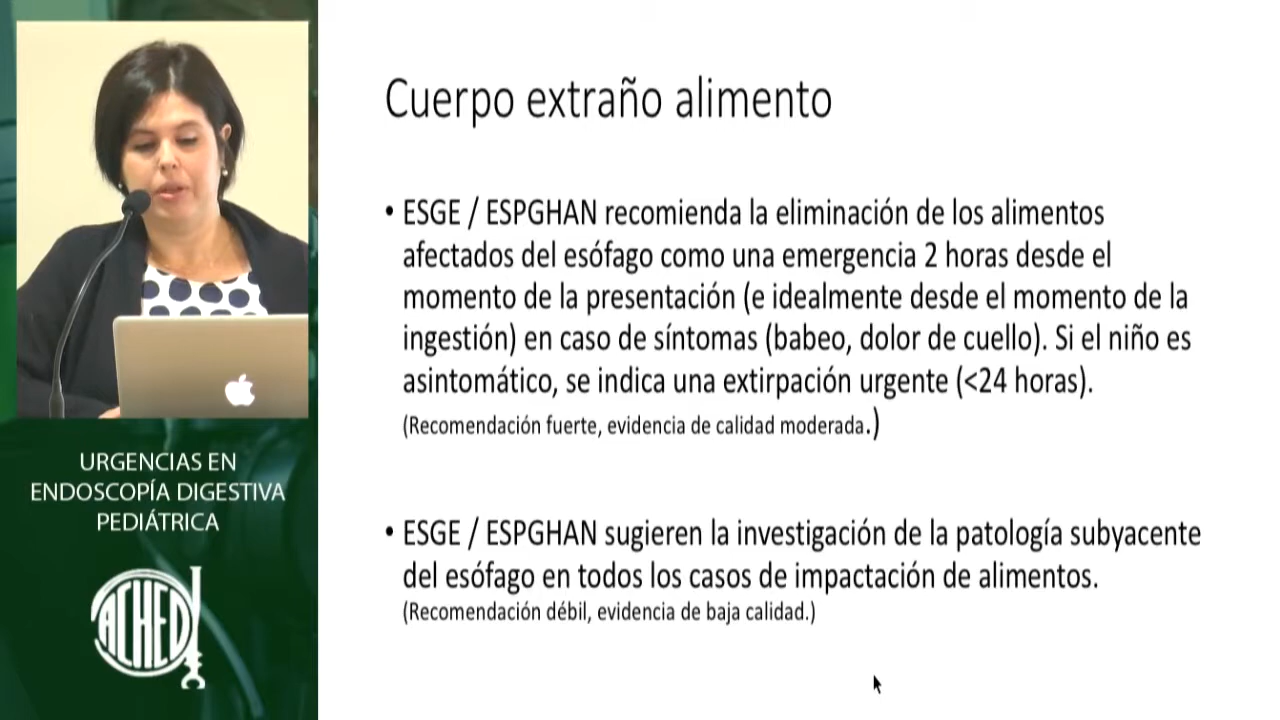 Cuerpo extraño alimento
• ESGE / ESPGHAN recomienda la eliminación de los alimentos
afectados del esófago como una emergencia 2 horas desde el
momento de la presentación (e idealmente desde el momento de la
ingestión) en caso de síntomas (babeo, dolor de cuello). Si el niño es
asintomático, se indica una extirpación urgente (<24 horas).
(Recomendación fuerte, evidencia de calidad moderada.)
• ESGE / ESPGHAN sugieren la investigación de la patología subyacente
del esófago en todos los casos de impactación de alimentos.
(Recomendación débil, evidencia de baja calidad.)
URGENCIAS EN
ENDOSCOPÍA DIGESTIVA
PEDIÁTRICA
ACHED